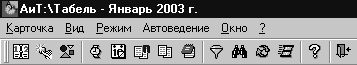 АиТ:\Табель - Январь 2003 г.
Карточка Вид Режим Автоведение Окно ?